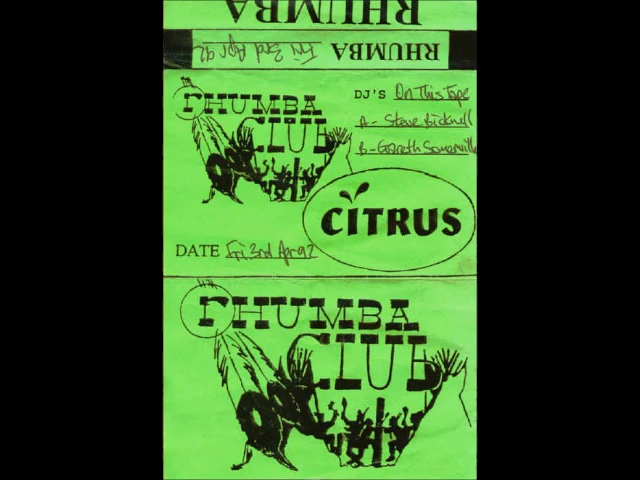 RHUMBA
RHUMBA Fri 3rd Apr 92
rHUMBA
CLUB
DJ'S On This Tape
A - Steve Bicknell
B - Gareth Somerville
CITRUS
DATE Fri 3rd Apr 92
rHUMBA
CLUB